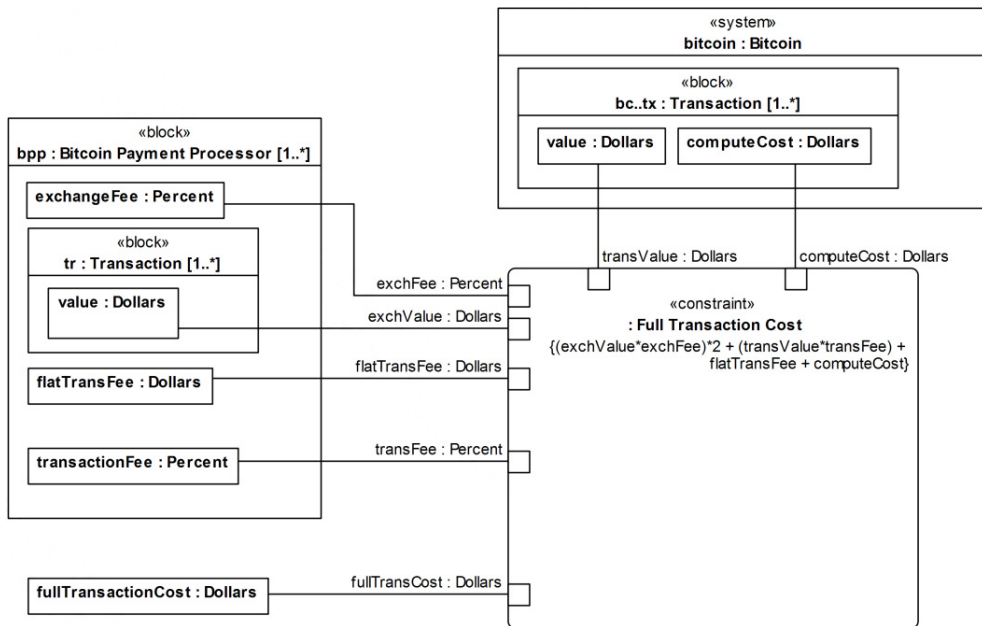 «system»
bitcoin : Bitcoin
«block»
bc..tx : Transaction [1..*]
value : Dollars
computeCost : Dollars
«block»
bpp : Bitcoin Payment Processor [1..*]
exchangeFee : Percent
«block»
tr : Transaction [1..*]
value : Dollars
flatTransFee : Dollars
transactionFee : Percent
fullTransactionCost : Dollars
transValue : Dollars
computeCost : Dollars
exchFee : Percent
exchValue : Dollars
flatTransFee : Dollars
transFee : Percent
fullTransCost : Dollars
«constraint»
: Full Transaction Cost
{(exchValue*exchFee)*2 + (transValue*transFee) +
flatTransFee + computeCost}